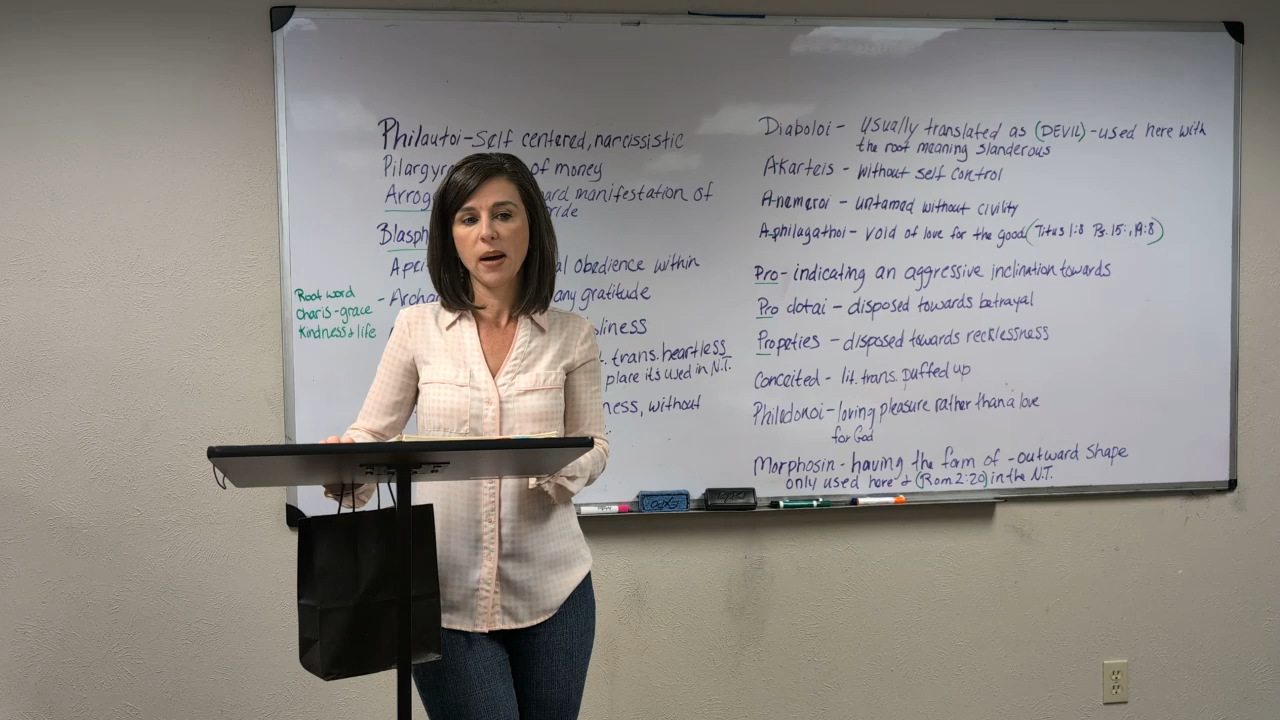 Philautoi - Self centered, narcissistic
Pilargyr of money
Arrog ard manifestation of
ride
Blasph
Ape al obedience within
Root word
Charis - grace
Kindness & life
- Archa any gratitude
oliness
t. trans. heartless
place its used in N.T.
ness, without
Diaboloi - Usually translated as (DEVIL) - used here with
the root meaning slanderous
Akarteis - without self control
Anemeroi - untamed without civility
Aphilagathoi - void of love for the good (Titus 1:8 Ps. 15:, 19:8)
Pro - indicating an aggressive inclination towards
Pro dotai - disposed towards betrayal
Propeties - disposed towards recklessness
Conceited - lit. trans. puffed up
Philedonoi - loving pleasure rather than a love
for God
Morphosin - having the form of - outward Shape
only used here & (Rom. 2:20) in the N.T.